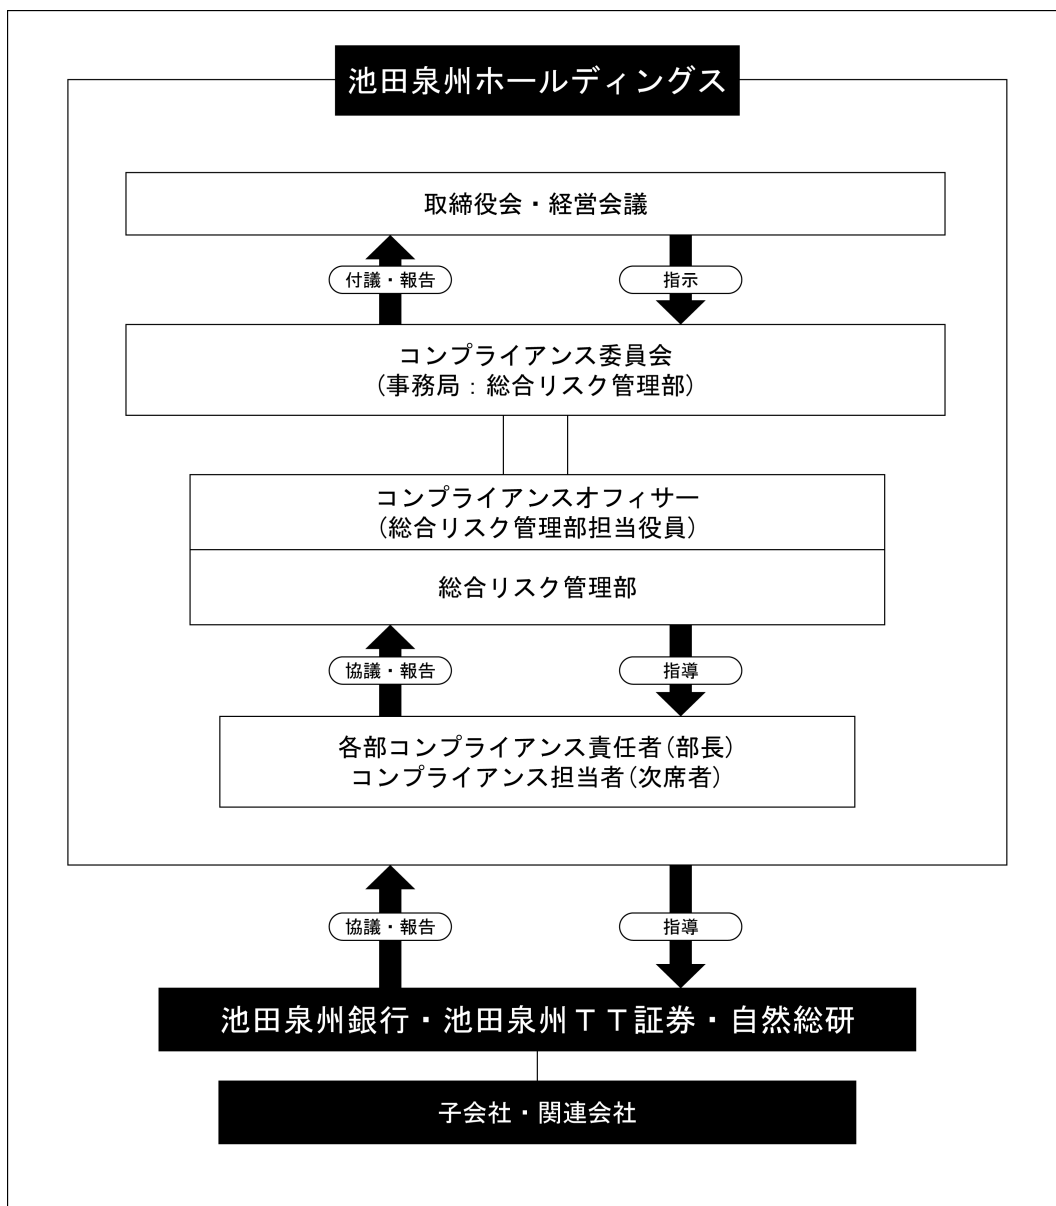 池田泉州ホールディングス
取締役会・経営会議
付議・報告
指示
コンプライアンス委員会
(事務局：総合リスク管理部)
コンプライアンスオフィサー
(総合リスク管理部担当役員)
総合リスク管理部
協議・報告
指導
各部コンプライアンス責任者(部長)
コンプライアンス担当者(次席者)
協議・報告
指導
池田泉州銀行・池田泉州ＴＴ証券・自然総研
子会社・関連会社